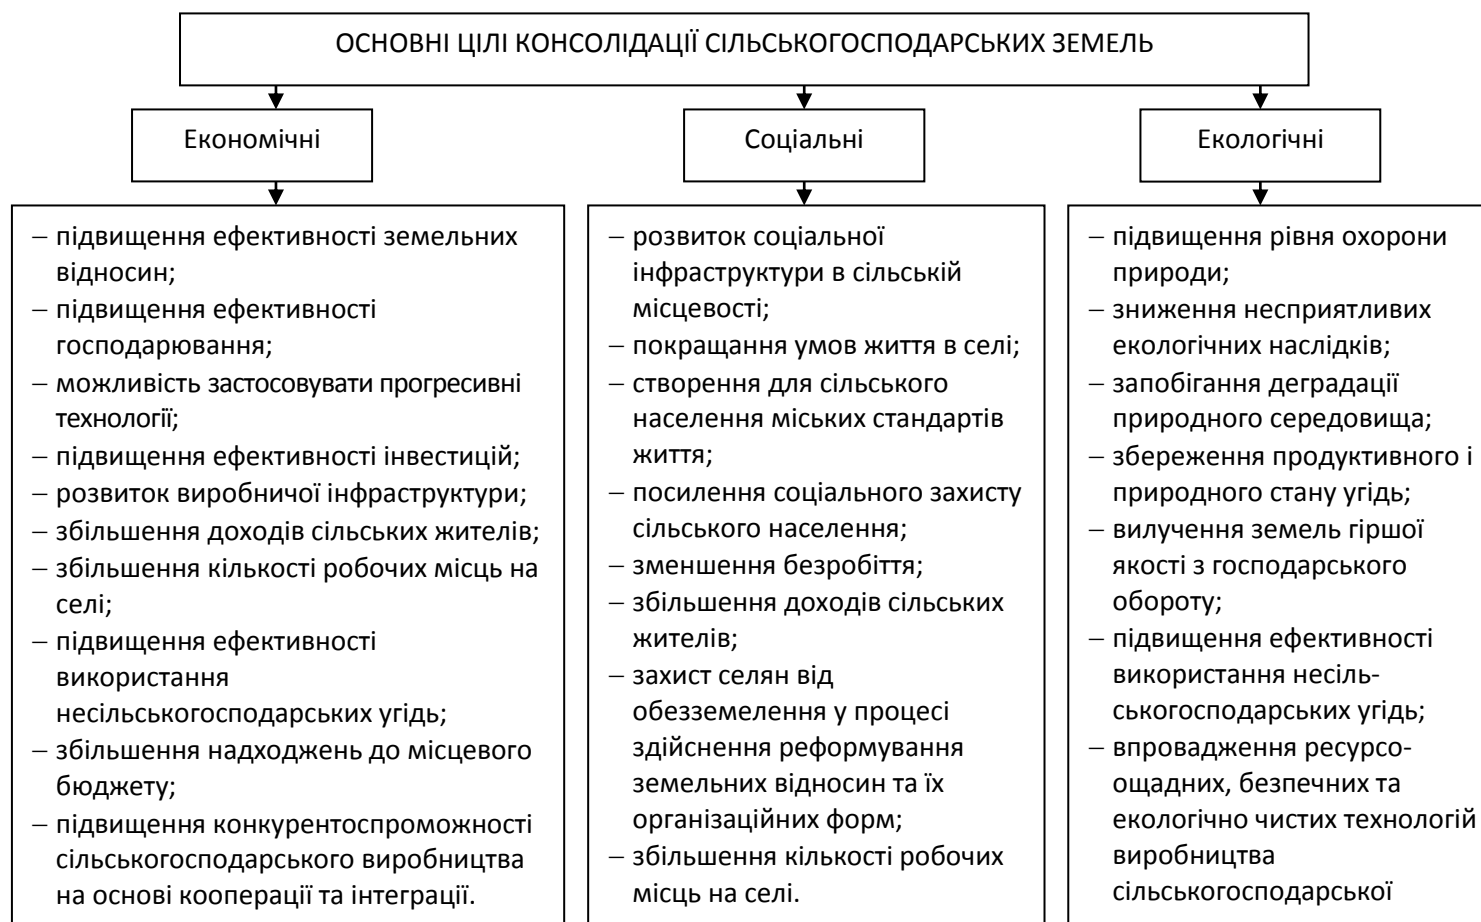 ОСНОВНІ ЦІЛІ КОНСОЛІДАЦІЇ СІЛЬСЬКОГОСПОДАРСЬКИХ ЗЕМЕЛЬ
Економічні
Соціальні
Екологічні
– підвищення ефективності земельних
відносин;
– підвищення ефективності
господарювання;
– можливість застосовувати прогресивні
технології;
– підвищення ефективності інвестицій;
– розвиток виробничої інфраструктури;
– збільшення доходів сільських жителів;
– збільшення кількості робочих місць на
селі;
– підвищення ефективності
використання
несільськогосподарських угідь;
– збільшення надходжень до місцевого
бюджету;
– підвищення конкурентоспроможності
сільськогосподарського виробництва
на основі кооперації та інтеграції.
– розвиток соціальної
інфраструктури в сільській
місцевості;
– покращання умов життя в селі;
– створення для сільського
населення міських стандартів
життя;
– посилення соціального захисту
сільського населення;
– зменшення безробіття;
– збільшення доходів сільських
жителів;
– захист селян від
обезземелення у процесі
здійснення реформування
земельних відносин та їх
організаційних форм;
– збільшення кількості робочих
місць на селі.
– підвищення рівня охорони
природи;
– зниження несприятливих
екологічних наслідків;
– запобігання деградації
природного середовища;
– збереження продуктивного і
природного стану угідь;
– вилучення земель гіршої
якості з господарського
обороту;
– підвищення ефективності
використання несіль-
ськогосподарських угідь;
– впровадження ресурсо-
ощадних, безпечних та
екологічно чистих технологій
виробництва
сільськогосподарської